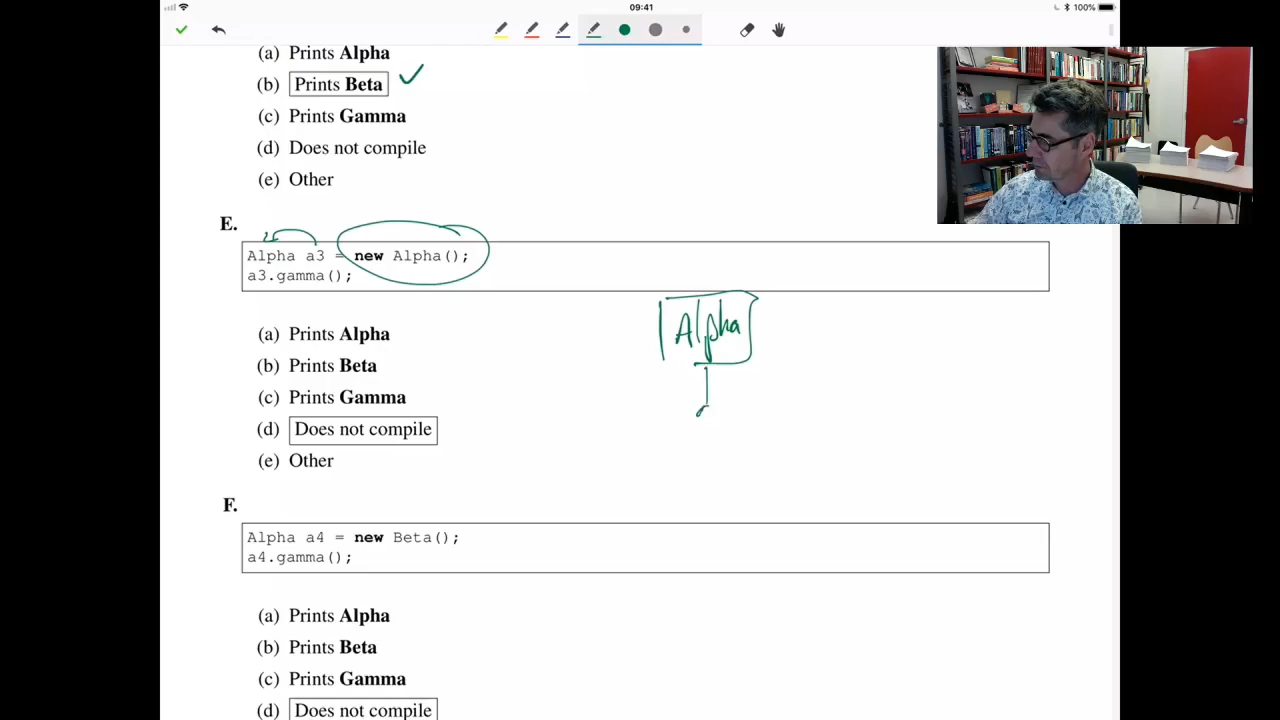 09:41
100%
(a) Prints Alpha
(b) Prints Beta
(c) Prints Gamma
(d) Does not compile
(e) Other
E.
Alpha a3 = new Alpha();
a3.gamma();
Alpha
(a) Prints Alpha
(b) Prints Beta
(c) Prints Gamma
(d) Does not compile
(e) Other
F.
Alpha a4 = new Beta();
a4.gamma();
(a) Prints Alpha
(b) Prints Beta
(c) Prints Gamma
(d) Does not compile